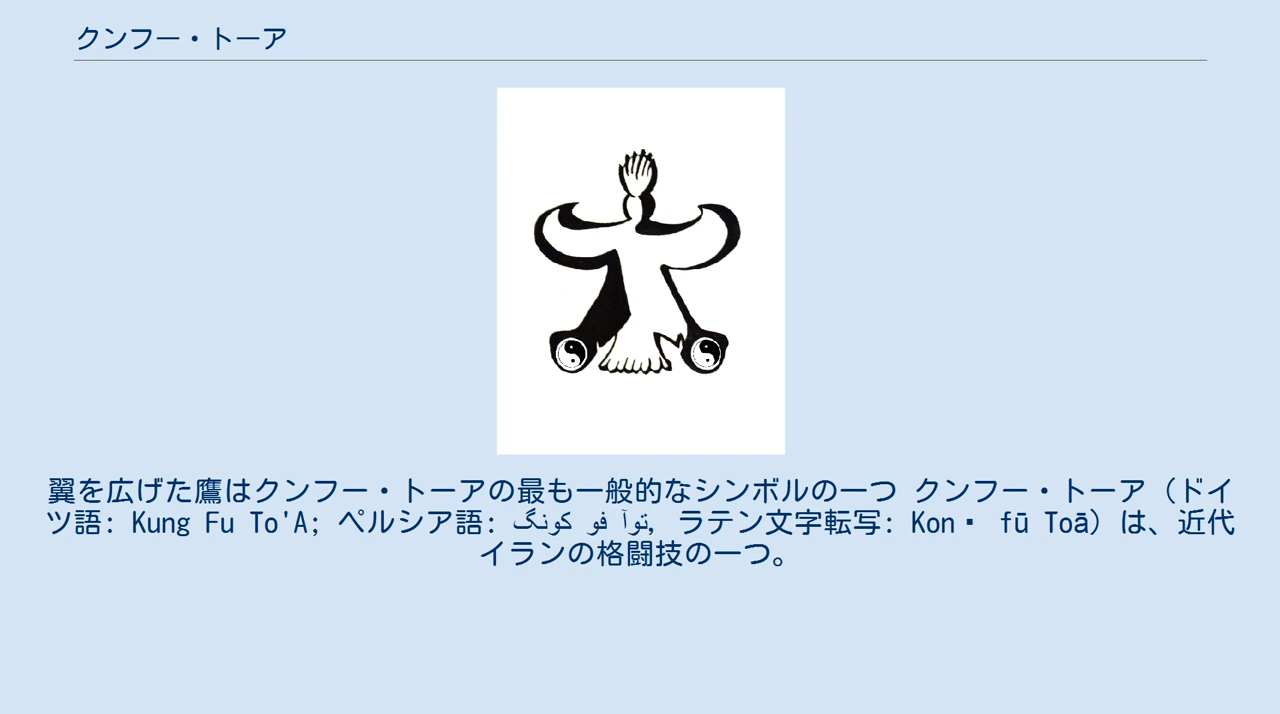 クンフー・トーア
翼を広げた鷹はクンフー・トーアの最も一般的なシンボルの一つ クンフー・トーア（ドイ
ツ語: Kung Fu To'A; ペルシア語: توآ فو کونگ, ラテン文字転写: Kon fū Toā）は、近代
イランの格闘技の一つ。